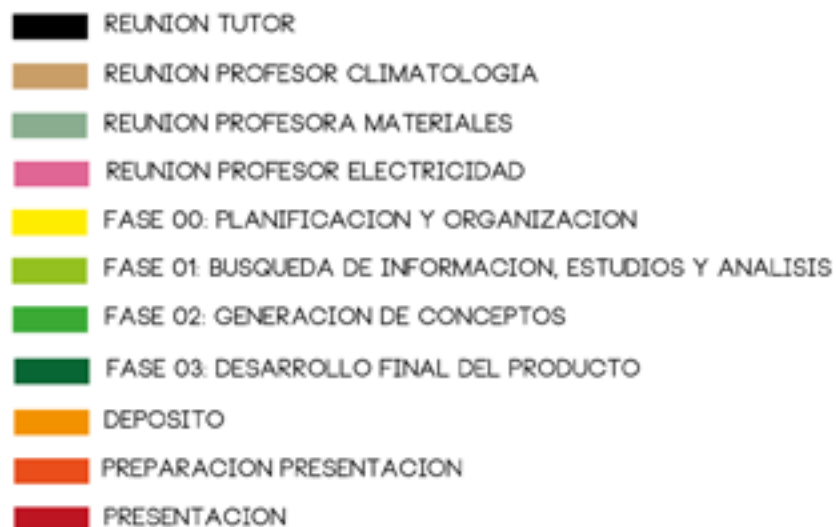 REUNION TUTOR
REUNION PROFESOR CLIMATOLOGIA
REUNION PROFESORA MATERIALES
REUNION PROFESOR ELECTRICIDAD
FASE 00: PLANIFICACION Y ORGANIZACION
FASE 01: BUSQUEDA DE INFORMACION, ESTUDIOS Y ANALISIS
FASE 02: GENERACION DE CONCEPTOS
FASE 03: DESARROLLO FINAL DEL PRODUCTO
DEPOSITO
PREPARACION PRESENTACION
PRESENTACION